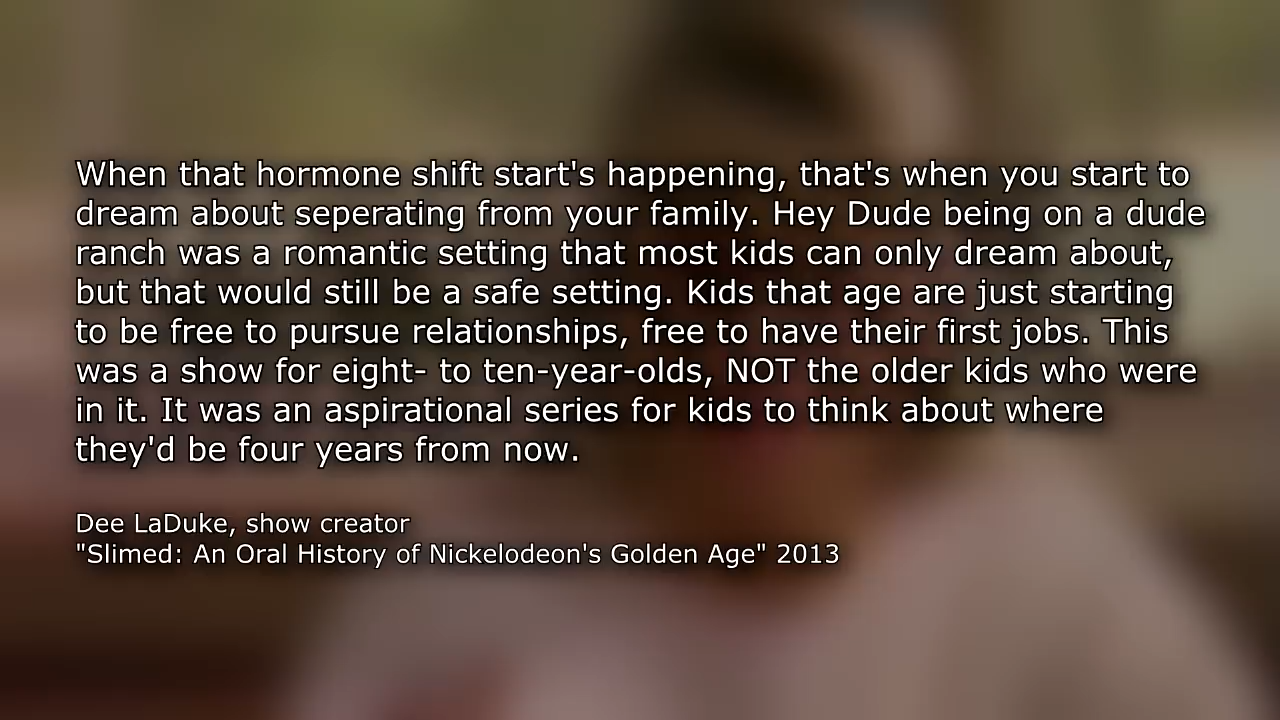 When that hormone shift start's happening, that's when you start to
dream about seperating from your family. Hey Dude being on a dude
ranch was a romantic setting that most kids can only dream about,
but that would still be a safe setting. Kids that age are just starting
to be free to pursue relationships, free to have their first jobs. This
was a show for eight- to ten-year-olds, NOT the older kids who were
in it. It was an aspirational series for kids to think about where
they'd be four years from now.
Dee LaDuke, show creator
"Slimed: An Oral History of Nickelodeon's Golden Age" 2013